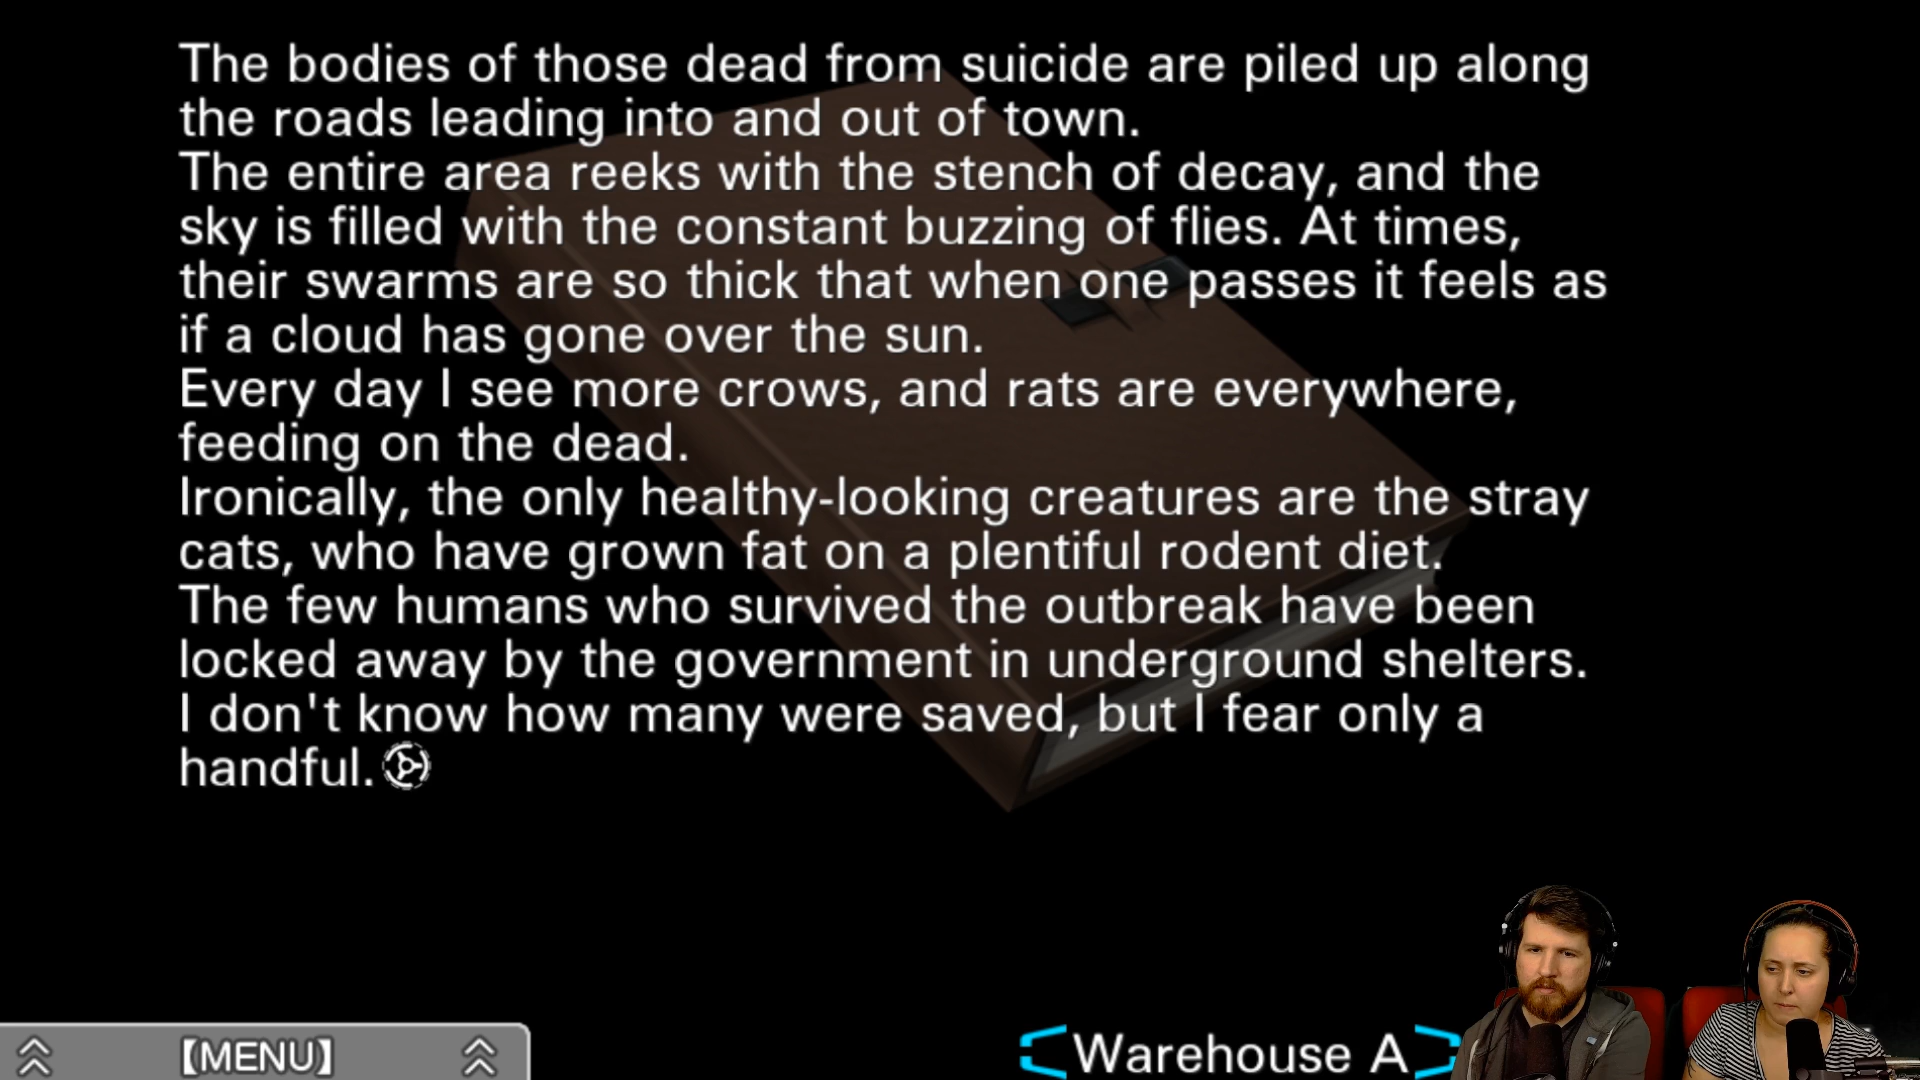 The bodies of those dead from suicide are piled up along
the roads leading into and out of town.
The entire area reeks with the stench of decay, and the
sky is filled with the constant buzzing of flies. At times,
their swarms are so thick that when one passes it feels as
if a cloud has gone over the sun.
Every day I see more crows, and rats are everywhere,
feeding on the dead.
Ironically, the only healthy-looking creatures are the stray
cats, who have grown fat on a plentiful rodent diet.
The few humans who survived the outbreak have been
locked away by the government in underground shelters.
I don't know how many were saved, but I fear only a
handful.
【MENU】
Warehouse A